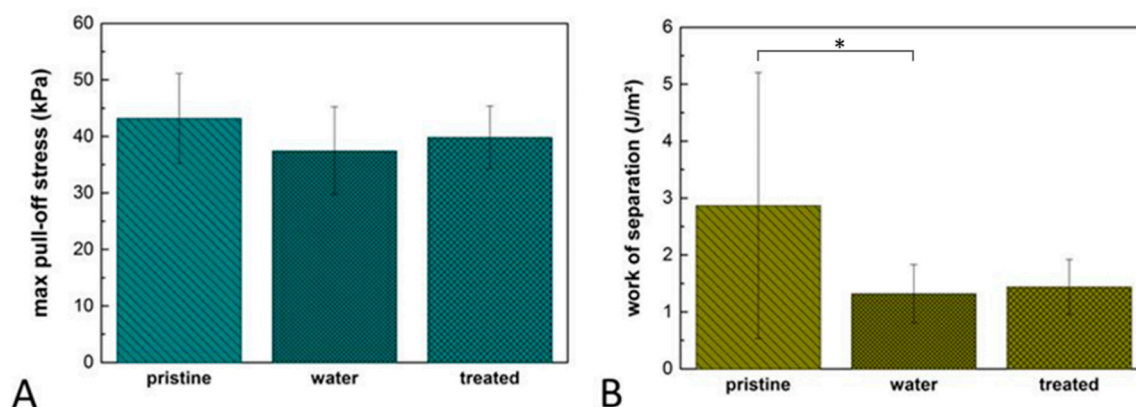 max pull-off stress (kPa)
60
50
40
30
20
10
0
pristine water treated
A
work of separation (J/m²)
6
5
4
3
2
1
0
*
pristine water treated
B